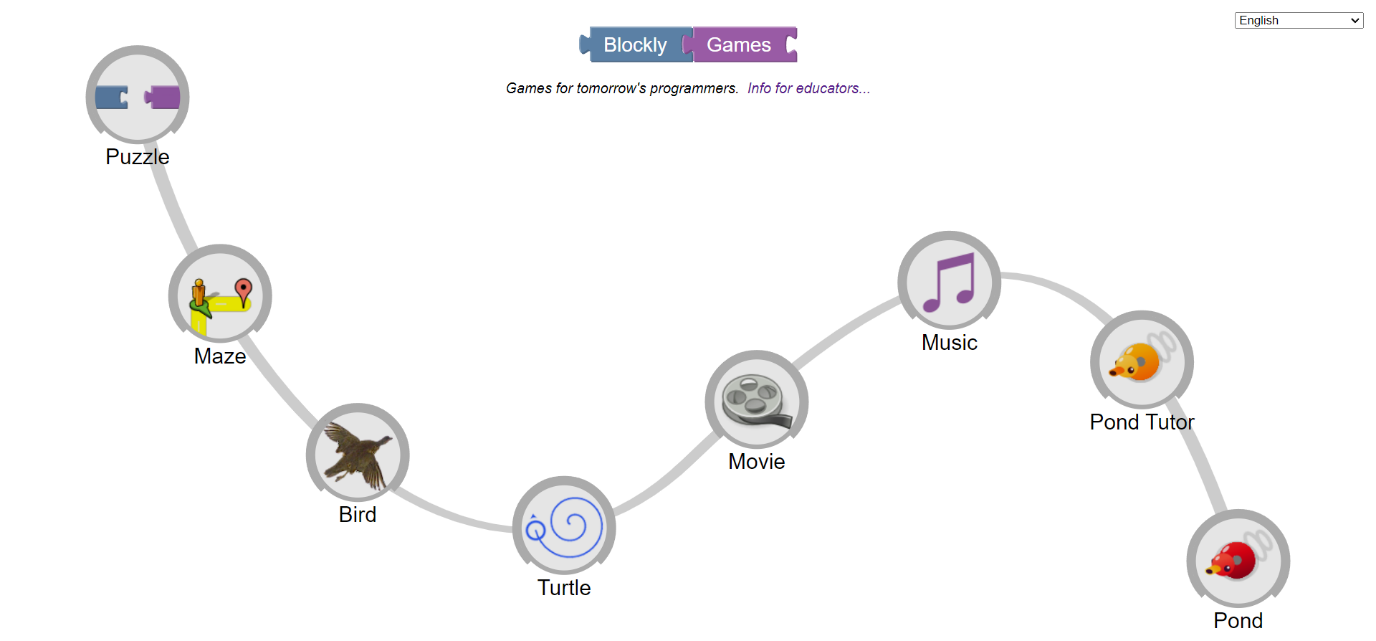 English
Blockly Games
Games for tomorrow's programmers. Info for educators...
Puzzle
Maze
Bird
Turtle
Movie
Music
Pond Tutor
Pond